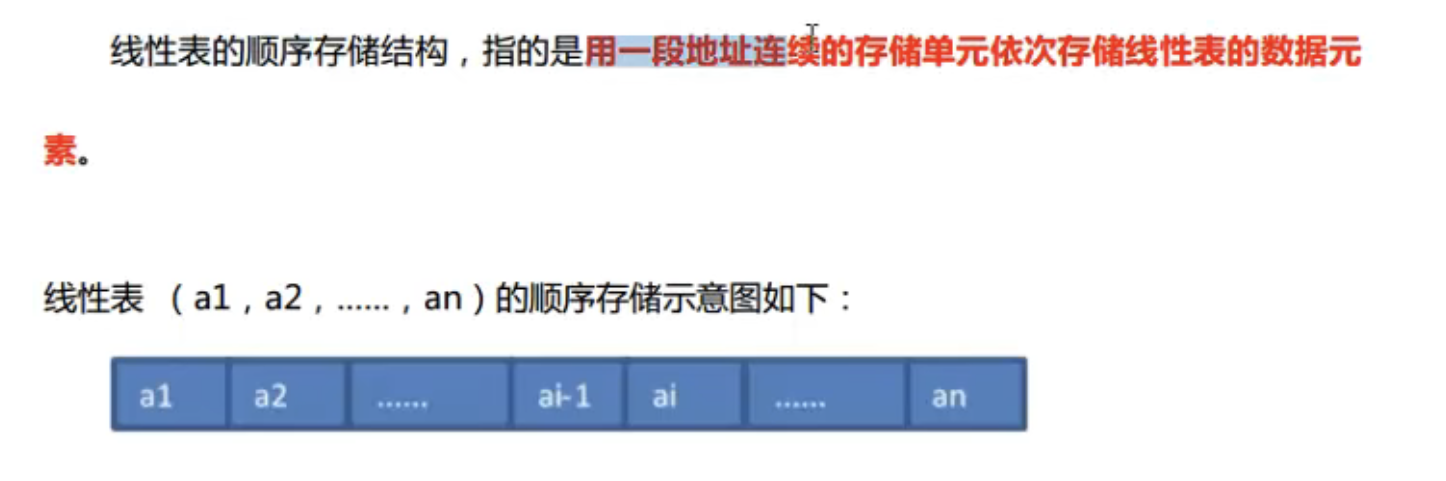 线性表的顺序存储结构，指的是用一段地址连续的存储单元依次存储线性表的数据元
素。
线性表 （a1，a2，……，an）的顺序存储示意图如下：
a1 a2 …… ai-1 ai …… an